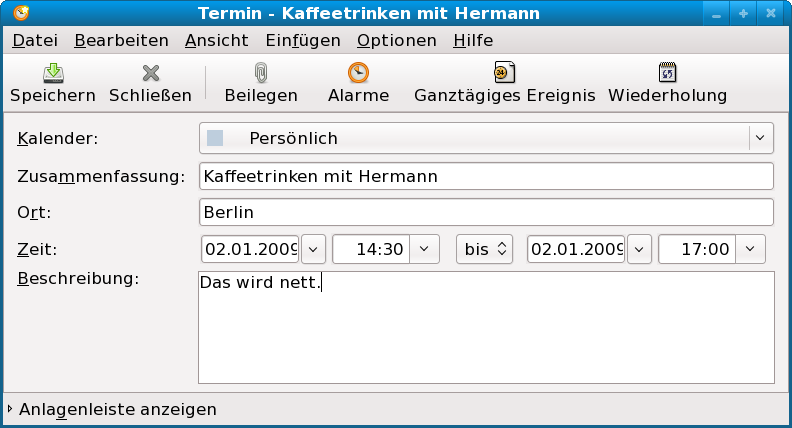 Termin - Kaffeetrinken mit Hermann
Datei Bearbeiten Ansicht Einfügen Optionen Hilfe
Speichern Schließen Beilegen Alarme Ganztägiges Ereignis Wiederholung
Kalender: Persönlich
Zusammenfassung: Kaffeetrinken mit Hermann
Ort: Berlin
Zeit: 02.01.2009 14:30 bis 02.01.2009 17:00
Beschreibung: Das wird nett.
Anlagenleiste anzeigen